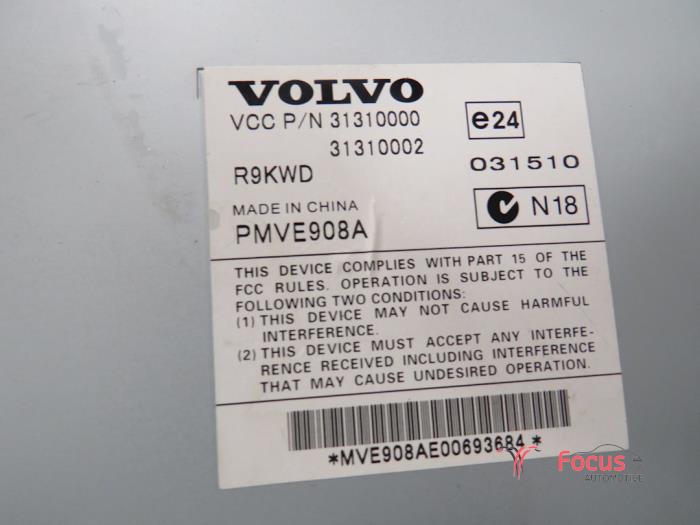 VOLVO
VCC P/N 31310000
31310002
e24
R9KWD
031510
MADE IN CHINA
N18
PMVE908A
THIS DEVICE COMPLIES WITH PART 15 OF THE
FCC RULES. OPERATION IS SUBJECT TO THE
FOLLOWING TWO CONDITIONS:
(1) THIS DEVICE MAY NOT CAUSE HARMFUL
INTERFERENCE.
(2) THIS DEVICE MUST ACCEPT ANY INTERFE-
RENCE RECEIVED INCLUDING INTERFERENCE
THAT MAY CAUSE UNDESIRED OPERATION.
*MVE908AE00693684*
Focus
AUTOMOTIVE